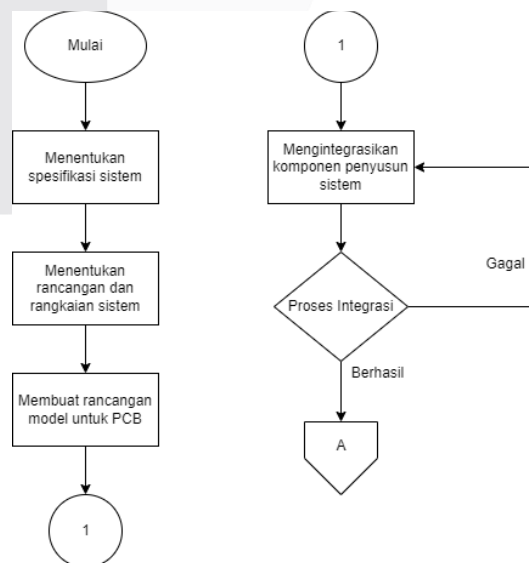 Mulai
Menentukan
spesifikasi sistem
Menentukan
rancangan dan
rangkaian sistem
Membuat rancangan
model untuk PCB
1
1
Mengintegrasikan
komponen penyusun
sistem
Proses Integrasi
Gagal
Berhasil
A